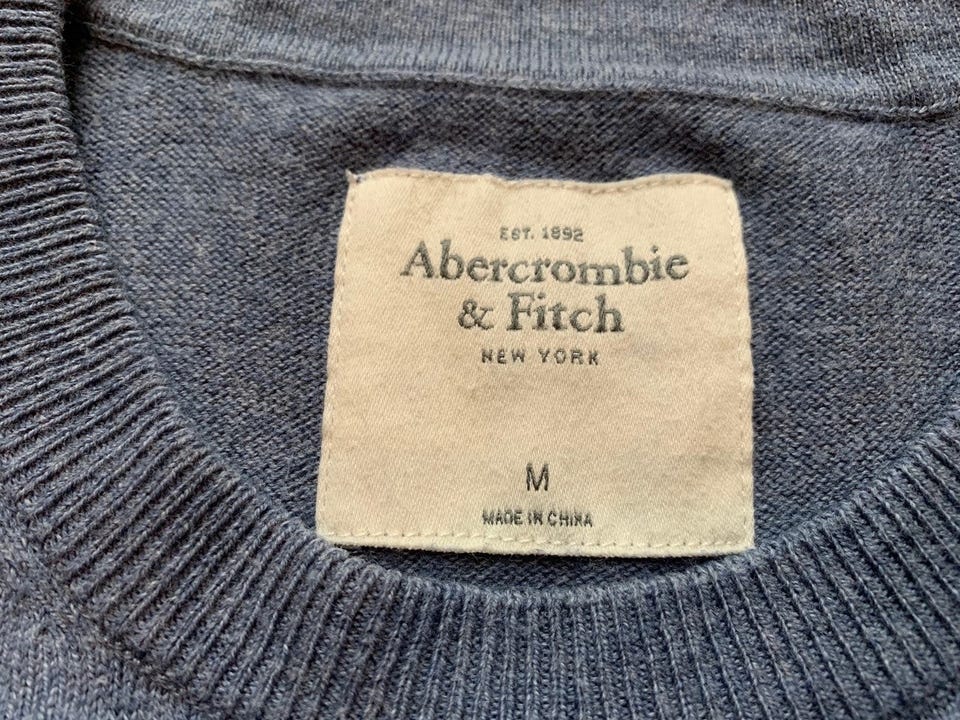 EST. 1892
Abercrombie
& Fitch
NEW YORK
M
MADE IN CHINA